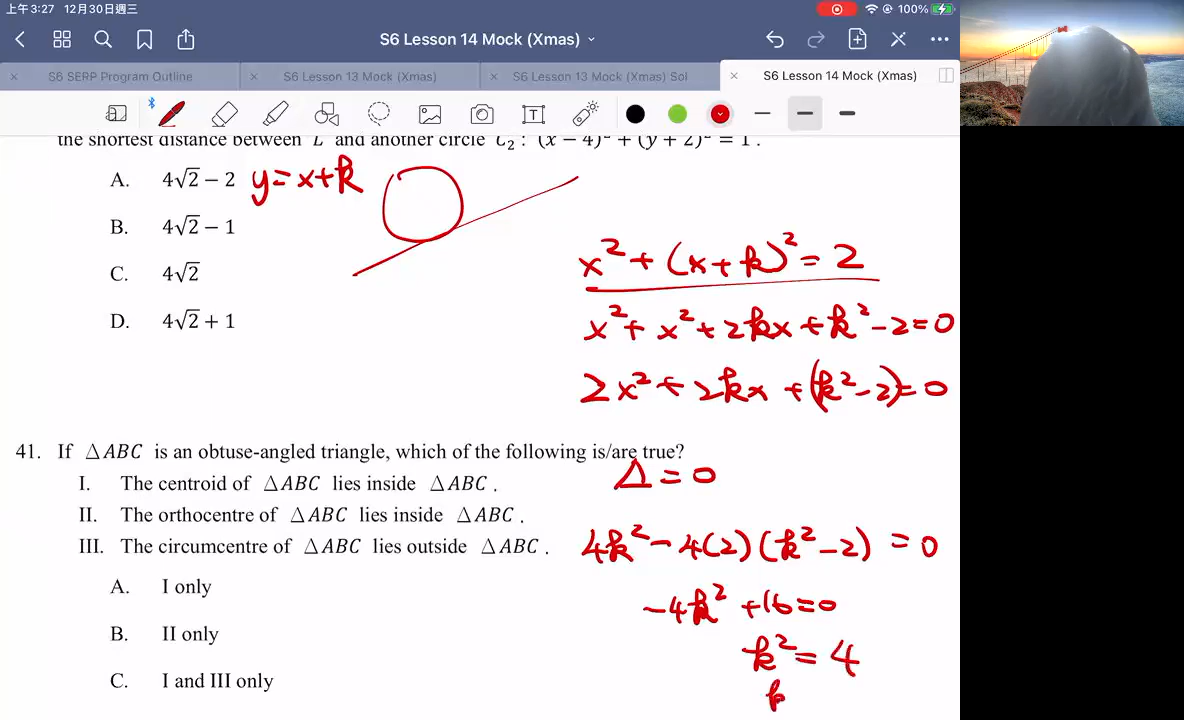 上午3:27 12月30日週三
100%
S6 Lesson 14 Mock (Xmas)
S6 SERP Program Outline
S6 Lesson 13 Mock (Xmas)
S6 Lesson 13 Mock (Xmas) Sol
S6 Lesson 14 Mock (Xmas)
the shortest distance between L and another circle C₂ : (x − 4)² + (y + 2)² = 1 .
A. 4√2 − 2
y = x + k
B. 4√2 − 1
C. 4√2
D. 4√2 + 1
x² + (x + k)² = 2
x² + x² + 2kx + k² − 2 = 0
2x² + 2kx + (k² − 2) = 0
41. If △ABC is an obtuse-angled triangle, which of the following is/are true?
I. The centroid of △ABC lies inside △ABC .
II. The orthocentre of △ABC lies inside △ABC .
III. The circumcentre of △ABC lies outside △ABC .
A. I only
B. II only
C. I and III only
Δ = 0
4k² − 4(2)(k² − 2) = 0
−4k² + 16 = 0
k² = 4
k